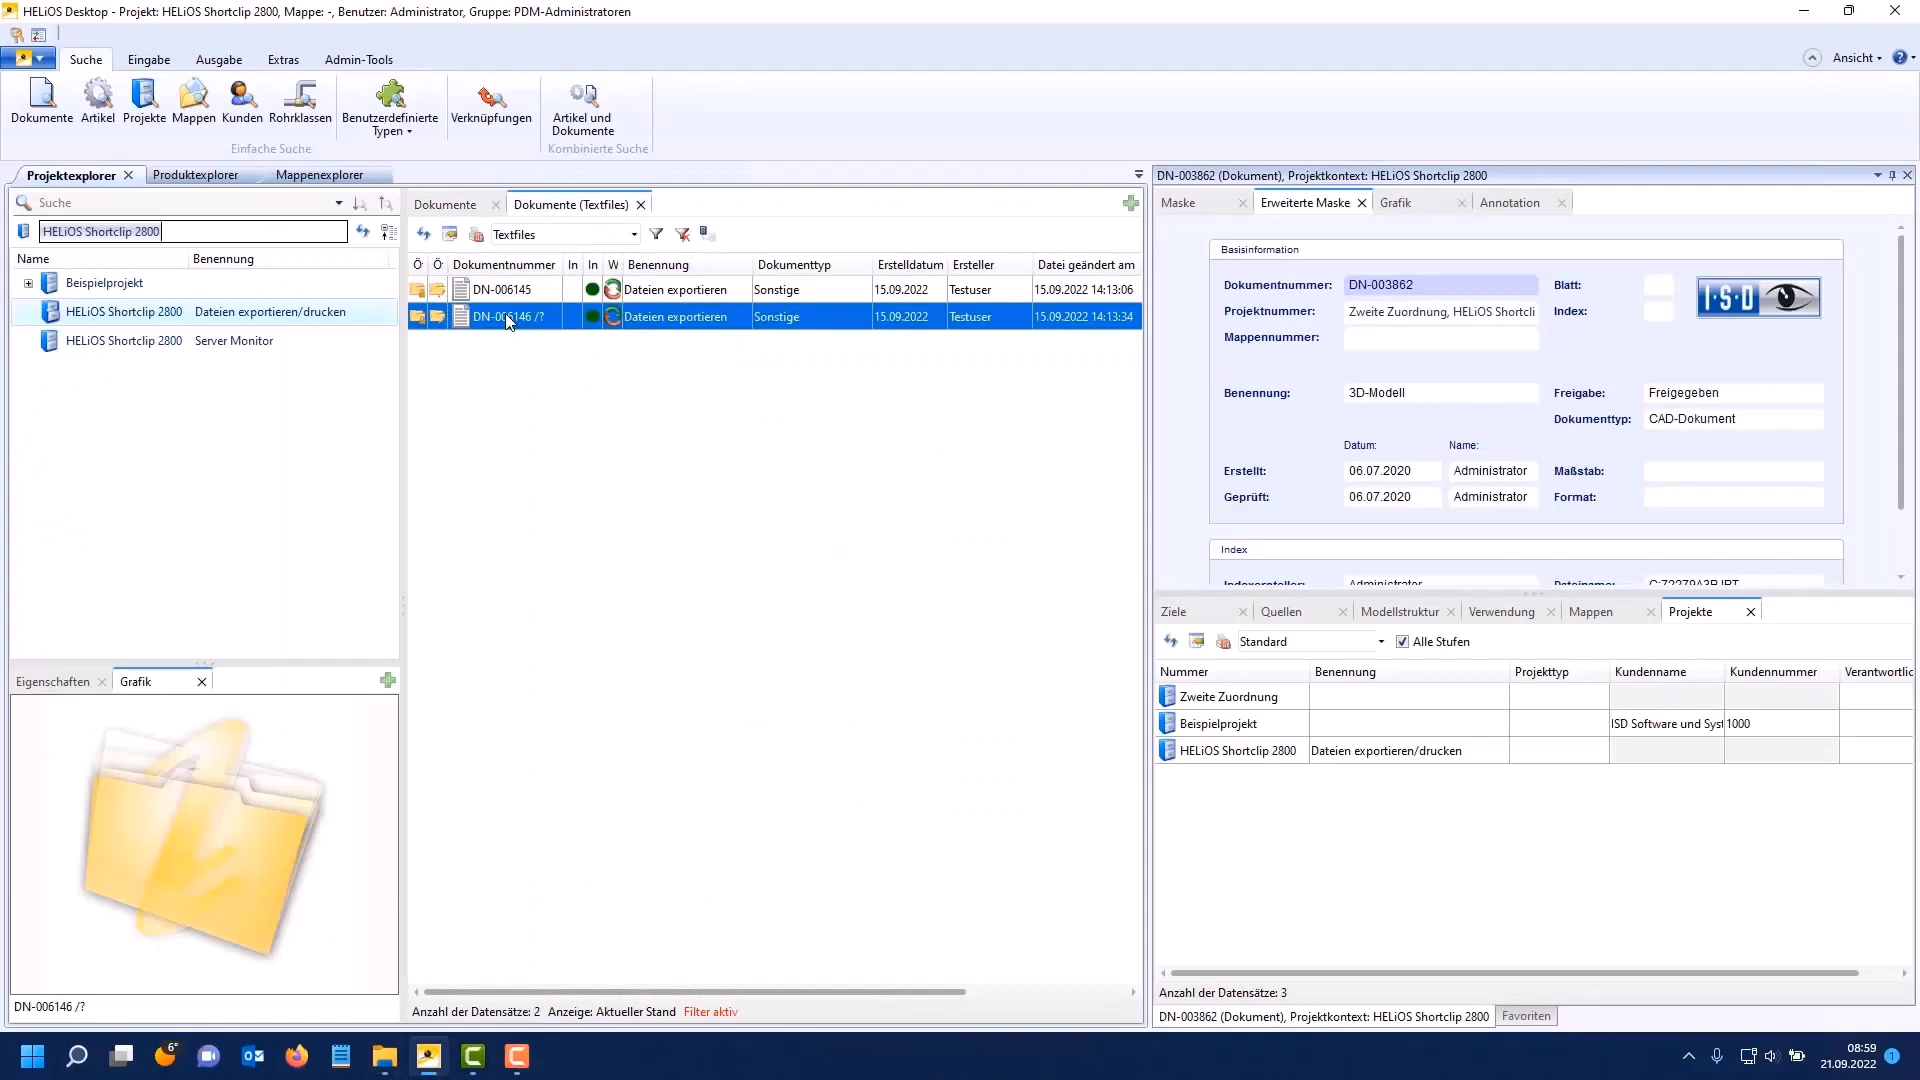 HELiOS Desktop - Projekt: HELiOS Shortclip 2800, Mappe: -, Benutzer: Administrator, Gruppe: PDM-Administratoren
Suche Eingabe Ausgabe Extras Admin-Tools Ansicht
Dokumente Artikel Projekte Mappen Kunden Rohrklassen Benutzerdefinierte Typen Verknüpfungen Artikel und Dokumente
Einfache Suche Kombinierte Suche
Projektexplorer Produktexplorer Mappenexplorer
Suche
HELiOS Shortclip 2800
Name Benennung
Beispielprojekt
HELiOS Shortclip 2800 Dateien exportieren/drucken
HELiOS Shortclip 2800 Server Monitor
Eigenschaften Grafik
DN-006146 /?
Dokumente Dokumente (Textfiles)
Textfiles
Ö Ö Dokumentnummer In In W Benennung Dokumenttyp Erstelldatum Ersteller Datei geändert am
DN-006145 Dateien exportieren Sonstige 15.09.2022 Testuser 15.09.2022 14:13:06
DN-006146 /? Dateien exportieren Sonstige 15.09.2022 Testuser 15.09.2022 14:13:34
Anzahl der Datensätze: 2 Anzeige: Aktueller Stand Filter aktiv
DN-003862 (Dokument), Projektkontext: HELiOS Shortclip 2800
Maske Erweiterte Maske Grafik Annotation
Basisinformation
Dokumentnummer: DN-003862 Blatt:
Projektnummer: Zweite Zuordnung, HELiOS Shortcli Index:
Mappennummer:
I·S·D
Benennung: 3D-Modell Freigabe: Freigegeben
Dokumenttyp: CAD-Dokument
Datum: Name:
Erstellt: 06.07.2020 Administrator Maßstab:
Geprüft: 06.07.2020 Administrator Format:
Index
Indexersteller: Administrator Dateiname:
Ziele Quellen Modellstruktur Verwendung Mappen Projekte
Standard Alle Stufen
Nummer Benennung Projekttyp Kundenname Kundennummer Verantwortlic
Zweite Zuordnung
Beispielprojekt ISD Software und Syst 1000
HELiOS Shortclip 2800 Dateien exportieren/drucken
Anzahl der Datensätze: 3
DN-003862 (Dokument), Projektkontext: HELiOS Shortclip 2800 Favoriten
6°
08:59
21.09.2022
1